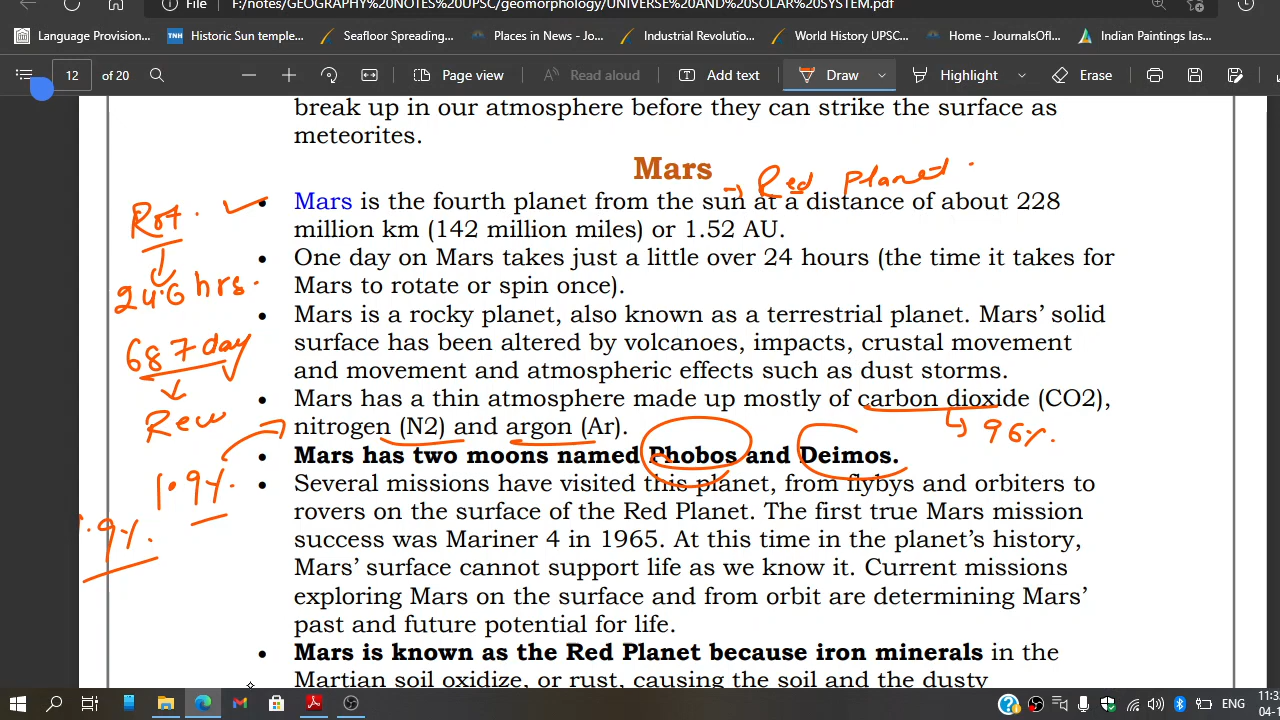 File F:/notes/GEOGRAPHY%20NOTES%20UPSC/geomorphology/UNIVERSE%20AND%20SOLAR%20SYSTEM.pdf
Language Provision... Historic Sun temple... Seafloor Spreading... Places in News - Jo... Industrial Revolutio... World History UPSC... Home - JournalsOfI... Indian Paintings las...
12 of 20 Page view Read aloud Add text Draw Highlight Erase
break up in our atmosphere before they can strike the surface as
meteorites.
Mars
Red Planet
• Mars is the fourth planet from the sun at a distance of about 228
million km (142 million miles) or 1.52 AU.
Rot.
• One day on Mars takes just a little over 24 hours (the time it takes for
Mars to rotate or spin once).
24.6 hrs.
• Mars is a rocky planet, also known as a terrestrial planet. Mars’ solid
surface has been altered by volcanoes, impacts, crustal movement
and movement and atmospheric effects such as dust storms.
687 day
• Mars has a thin atmosphere made up mostly of carbon dioxide (CO2),
nitrogen (N2) and argon (Ar).
Rev
96%.
• Mars has two moons named Phobos and Deimos.
• Several missions have visited this planet, from flybys and orbiters to
1.9%.
rovers on the surface of the Red Planet. The first true Mars mission
success was Mariner 4 in 1965. At this time in the planet’s history,
.9%.
Mars’ surface cannot support life as we know it. Current missions
exploring Mars on the surface and from orbit are determining Mars’
past and future potential for life.
• Mars is known as the Red Planet because iron minerals in the
Martian soil oxidize, or rust, causing the soil and the dusty
ENG
11:3
04-1